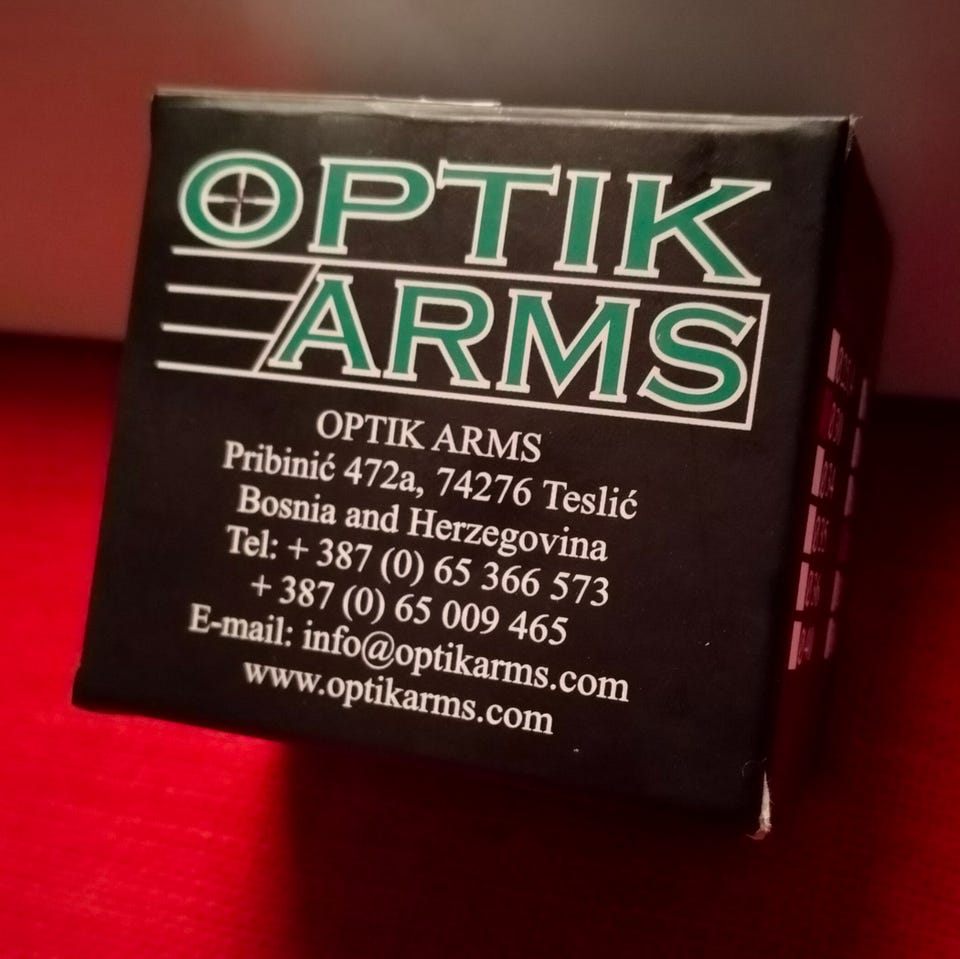 OPTIK
ARMS
OPTIK ARMS
Pribinić 472a, 74276 Teslić
Bosnia and Herzegovina
Tel: + 387 (0) 65 366 573
+ 387 (0) 65 009 465
E-mail: info@optikarms.com
www.optikarms.com